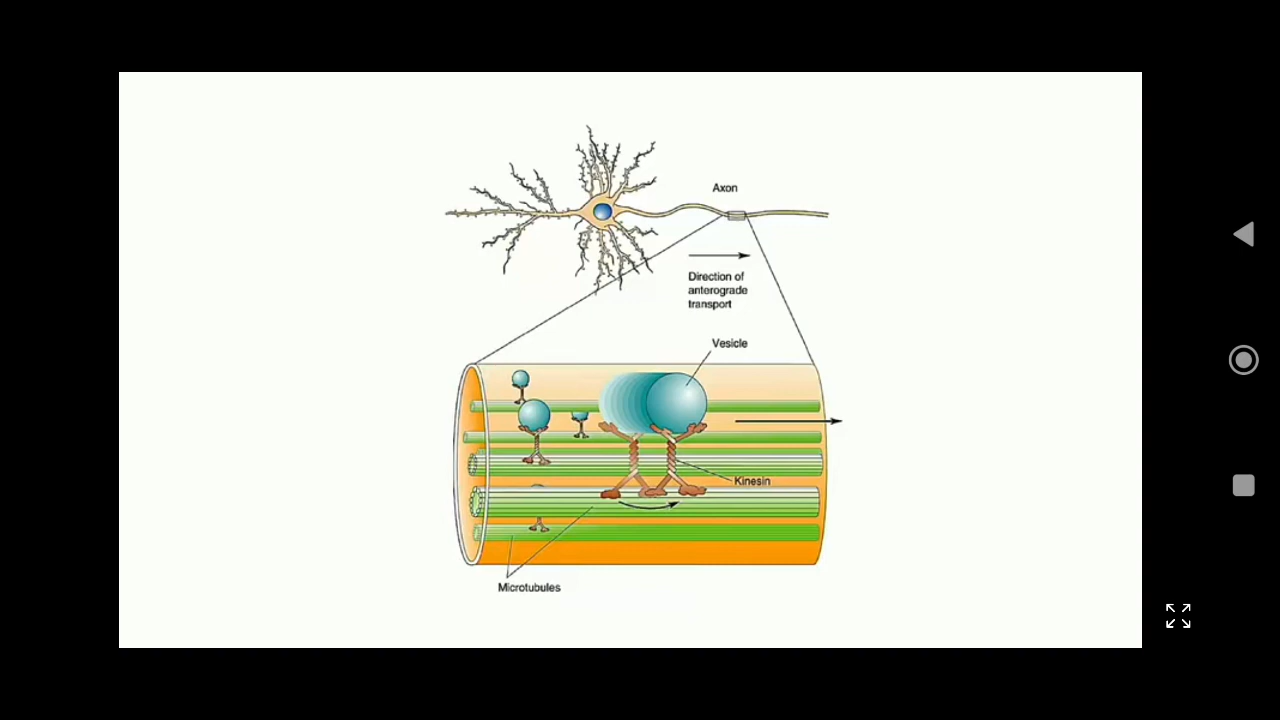 Axon
Direction of
anterograde
transport
Vesicle
Kinesin
Microtubules